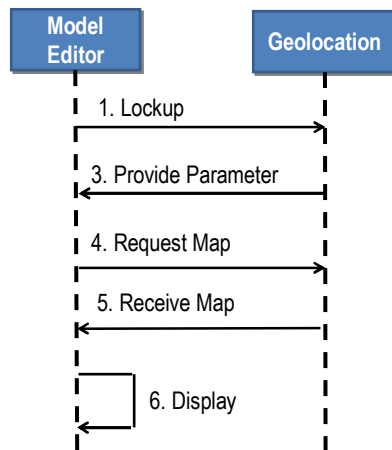 Model
Editor
Geolocation
1. Lockup
3. Provide Parameter
4. Request Map
5. Receive Map
6. Display